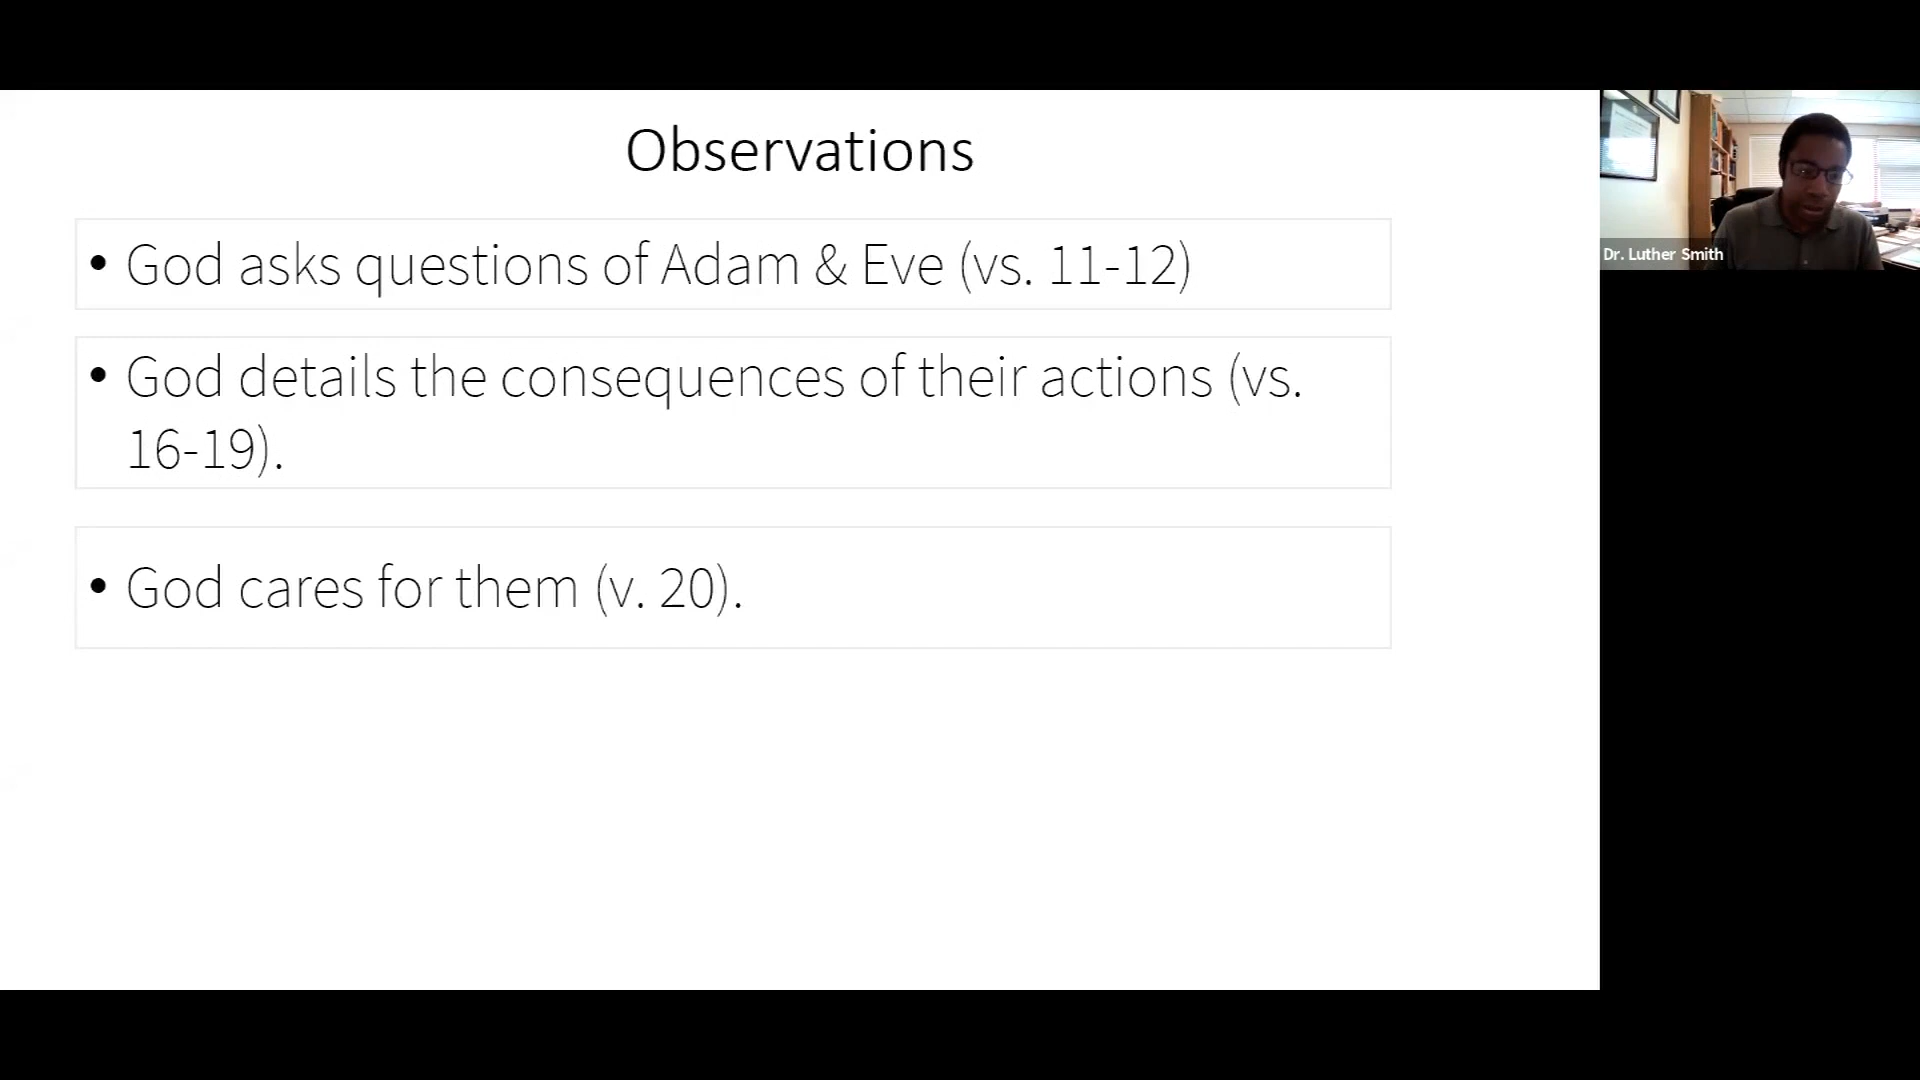 Observations
• God asks questions of Adam & Eve (vs. 11-12)
• God details the consequences of their actions (vs.
16-19).
• God cares for them (v. 20).
Dr. Luther Smith